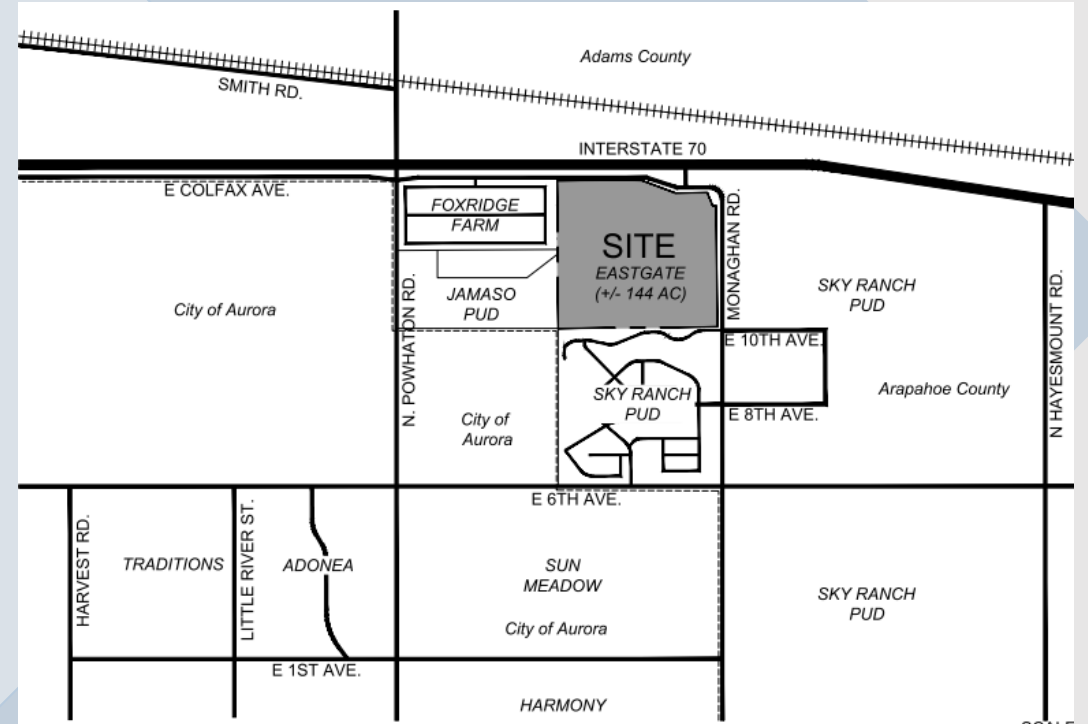 Adams County
SMITH RD.
INTERSTATE 70
E COLFAX AVE.
FOXRIDGE
FARM
SITE
EASTGATE
(+/- 144 AC)
MONAGHAN RD.
SKY RANCH
PUD
N HAYESMOUNT RD.
City of Aurora
N. POWHATON RD.
JAMASO
PUD
E 10TH AVE.
SKY RANCH
PUD
Arapahoe County
E 8TH AVE.
City of
Aurora
E 6TH AVE.
HARVEST RD.
TRADITIONS
LITTLE RIVER ST.
ADONEA
SUN
MEADOW
SKY RANCH
PUD
City of Aurora
E 1ST AVE.
HARMONY